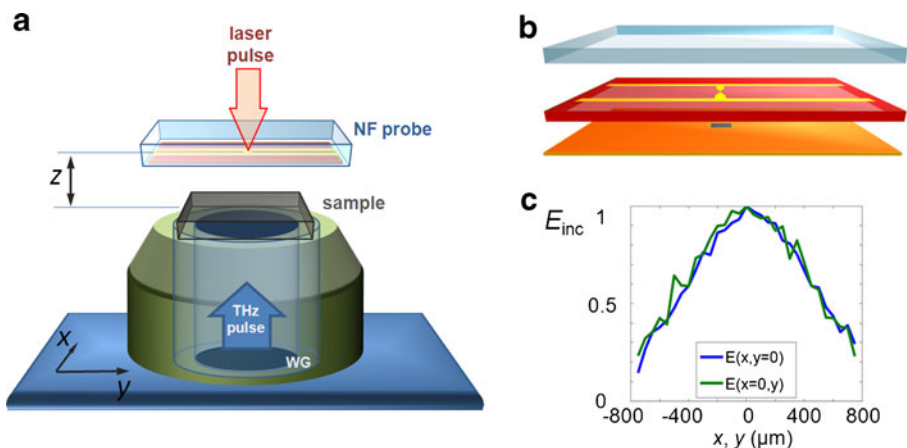 a
laser
pulse
NF probe
z
sample
THz
pulse
WG
x
y
b
c
E inc
1
0.5
0
E(x,y=0)
E(x=0,y)
-800
-400
0
400
800
x, y (μm)